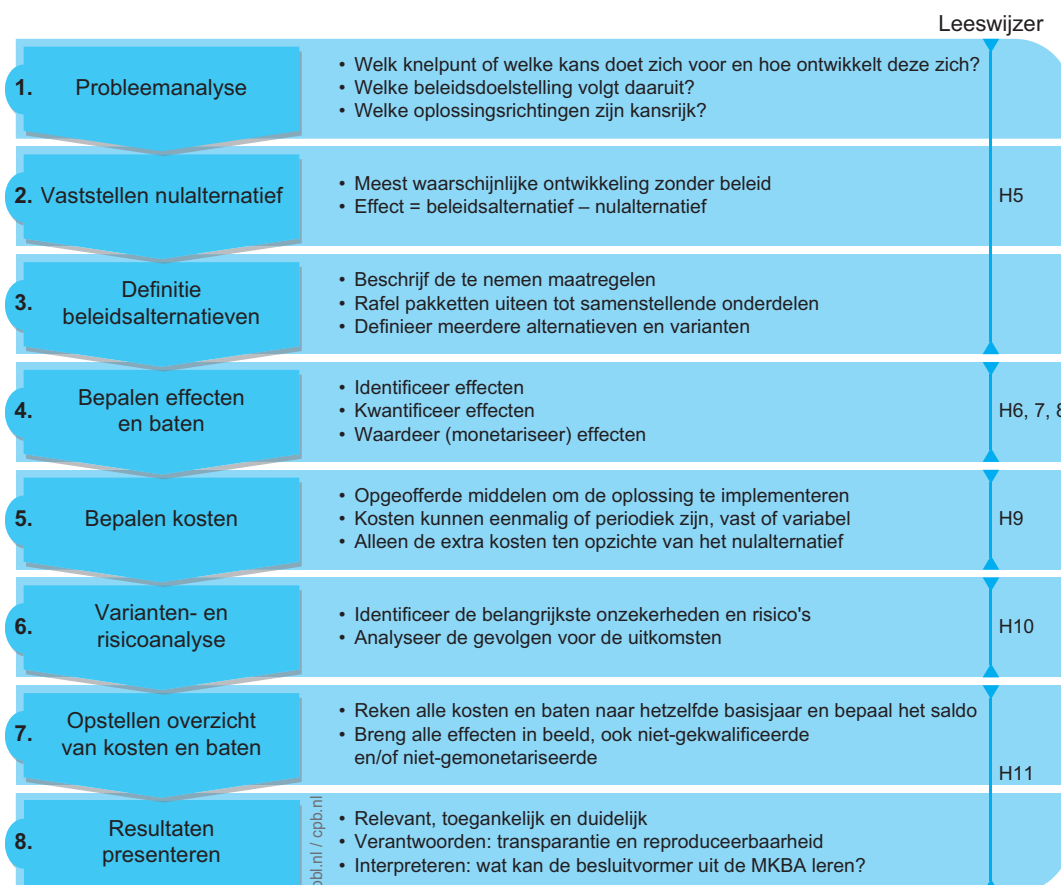 Leeswijzer
1. Probleemanalyse
• Welk knelpunt of welke kans doet zich voor en hoe ontwikkelt deze zich?
• Welke beleidsdoelstelling volgt daaruit?
• Welke oplossingsrichtingen zijn kansrijk?
2. Vaststellen nulalternatief
• Meest waarschijnlijke ontwikkeling zonder beleid
• Effect = beleidsalternatief – nulalternatief
H5
3. Definitie
beleidsalternatieven
• Beschrijf de te nemen maatregelen
• Rafel pakketten uiteen tot samenstellende onderdelen
• Definieer meerdere alternatieven en varianten
4. Bepalen effecten
en baten
• Identificeer effecten
• Kwantificeer effecten
• Waardeer (monetariseer) effecten
H6, 7, 8
5. Bepalen kosten
• Opgeofferde middelen om de oplossing te implementeren
• Kosten kunnen eenmalig of periodiek zijn, vast of variabel
• Alleen de extra kosten ten opzichte van het nulalternatief
H9
6. Varianten- en
risicoanalyse
• Identificeer de belangrijkste onzekerheden en risico's
• Analyseer de gevolgen voor de uitkomsten
H10
7. Opstellen overzicht
van kosten en baten
• Reken alle kosten en baten naar hetzelfde basisjaar en bepaal het saldo
• Breng alle effecten in beeld, ook niet-gekwalificeerde
en/of niet-gemonetariseerde
H11
8. Resultaten
presenteren
• Relevant, toegankelijk en duidelijk
• Verantwoorden: transparantie en reproduceerbaarheid
• Interpreteren: wat kan de besluitvormer uit de MKBA leren?
pbl.nl / cpb.nl